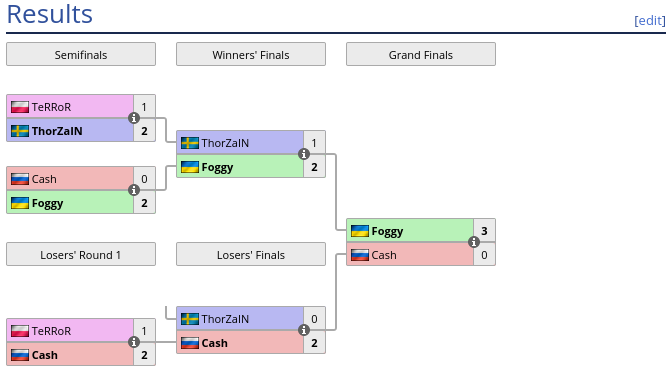 Results
[edit]
Semifinals
Winners' Finals
Grand Finals
TeRRoR 1
ThorZaIN 2
ThorZaIN 1
Foggy 2
Cash 0
Foggy 2
Foggy 3
Cash 0
Losers' Round 1
Losers' Finals
ThorZaIN 0
Cash 2
TeRRoR 1
Cash 2